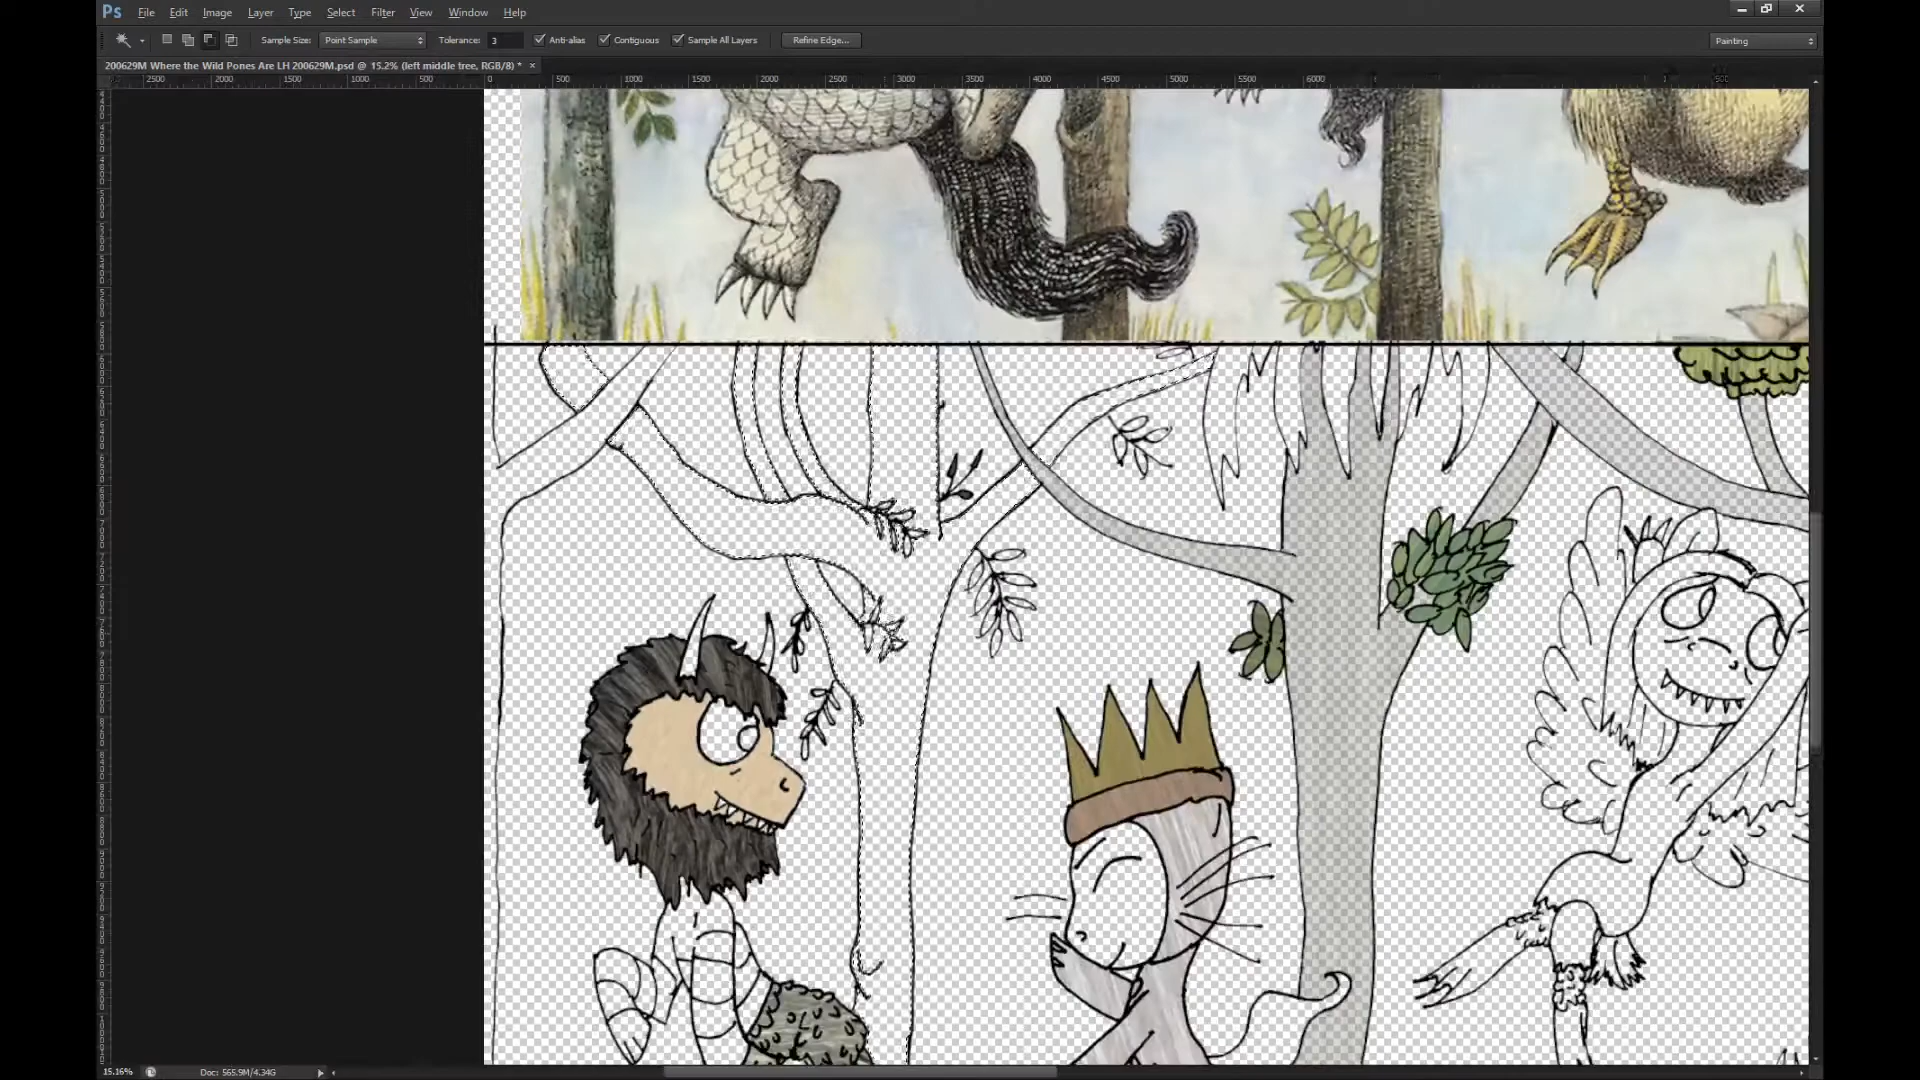 Ps File Edit Image Layer Type Select Filter View Window Help
Sample Size: Point Sample Tolerance: 3 Anti-alias Contiguous Sample All Layers Refine Edge... Painting
200629M Where the Wild Pones Are LH 200629M.psd @ 15.2% (left middle tree, RGB/8) * ×
2500 2000 1500 1000 500 0 500 1000 1500 2000 2500 3000 3500 4000 4500 5000 5500 6000
15.16% Doc: 565.9M/4.34G